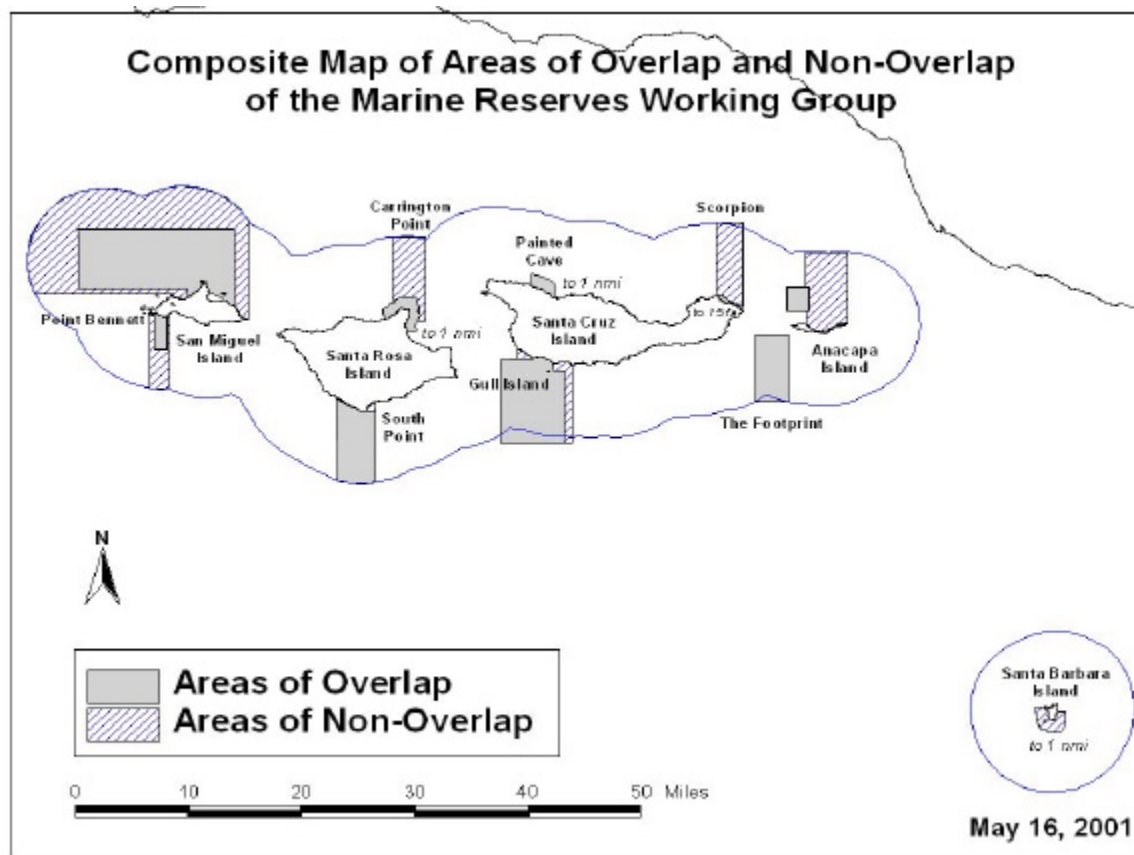 Composite Map of Areas of Overlap and Non-Overlap
of the Marine Reserves Working Group
Carrington
Point
Scorpion
Painted
Cave
to 1 nmi
Point Bennett
San Miguel
Island
to 1 nmi
Santa Rosa
Island
Santa Cruz
Island
Anacapa
Island
Gull Island
South
Point
The Footprint
N
Areas of Overlap
Areas of Non-Overlap
Santa Barbara
Island
to 1 nmi
0 10 20 30 40 50 Miles
May 16, 2001